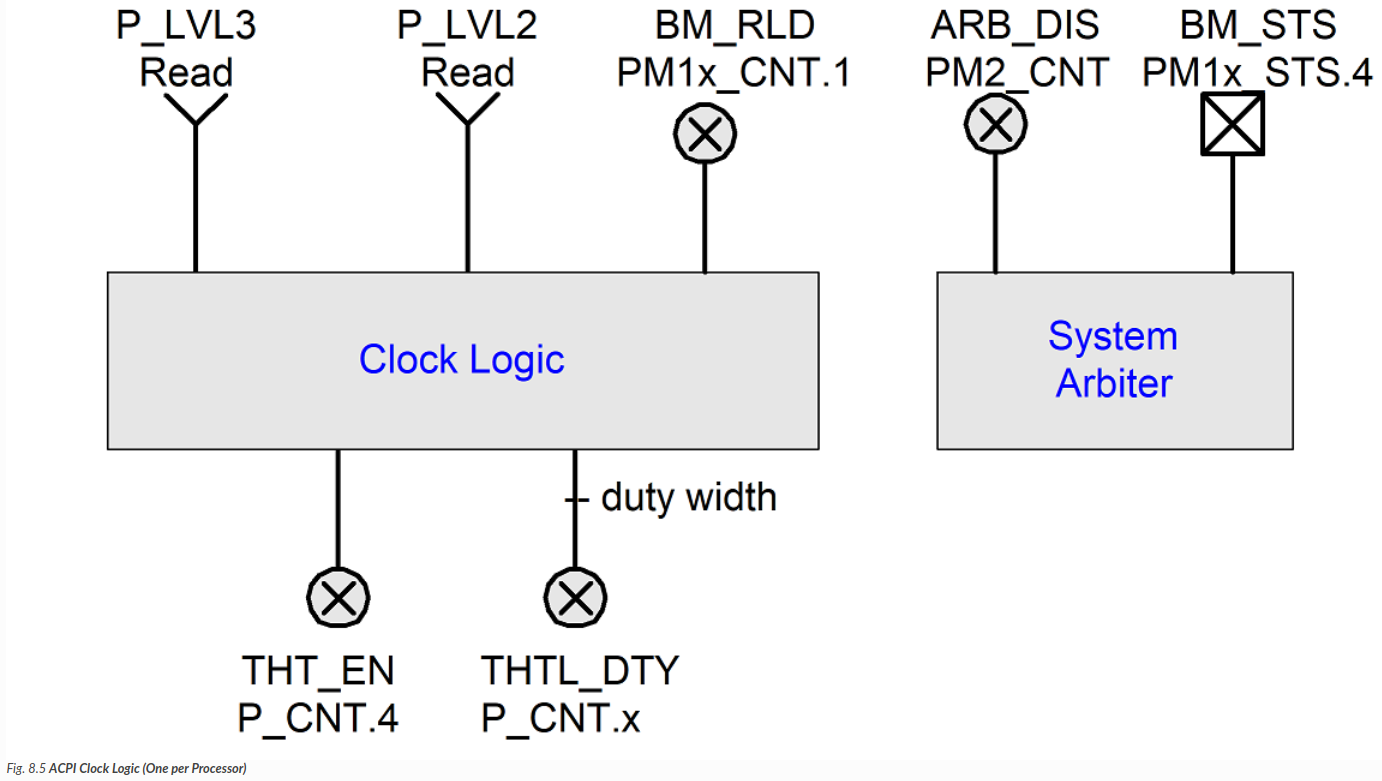 P_LVL3
Read
P_LVL2
Read
BM_RLD
PM1x_CNT.1
ARB_DIS
PM2_CNT
BM_STS
PM1x_STS.4
Clock Logic
System
Arbiter
duty width
THT_EN
P_CNT.4
THTL_DTY
P_CNT.x
Fig. 8.5 ACPI Clock Logic (One per Processor)